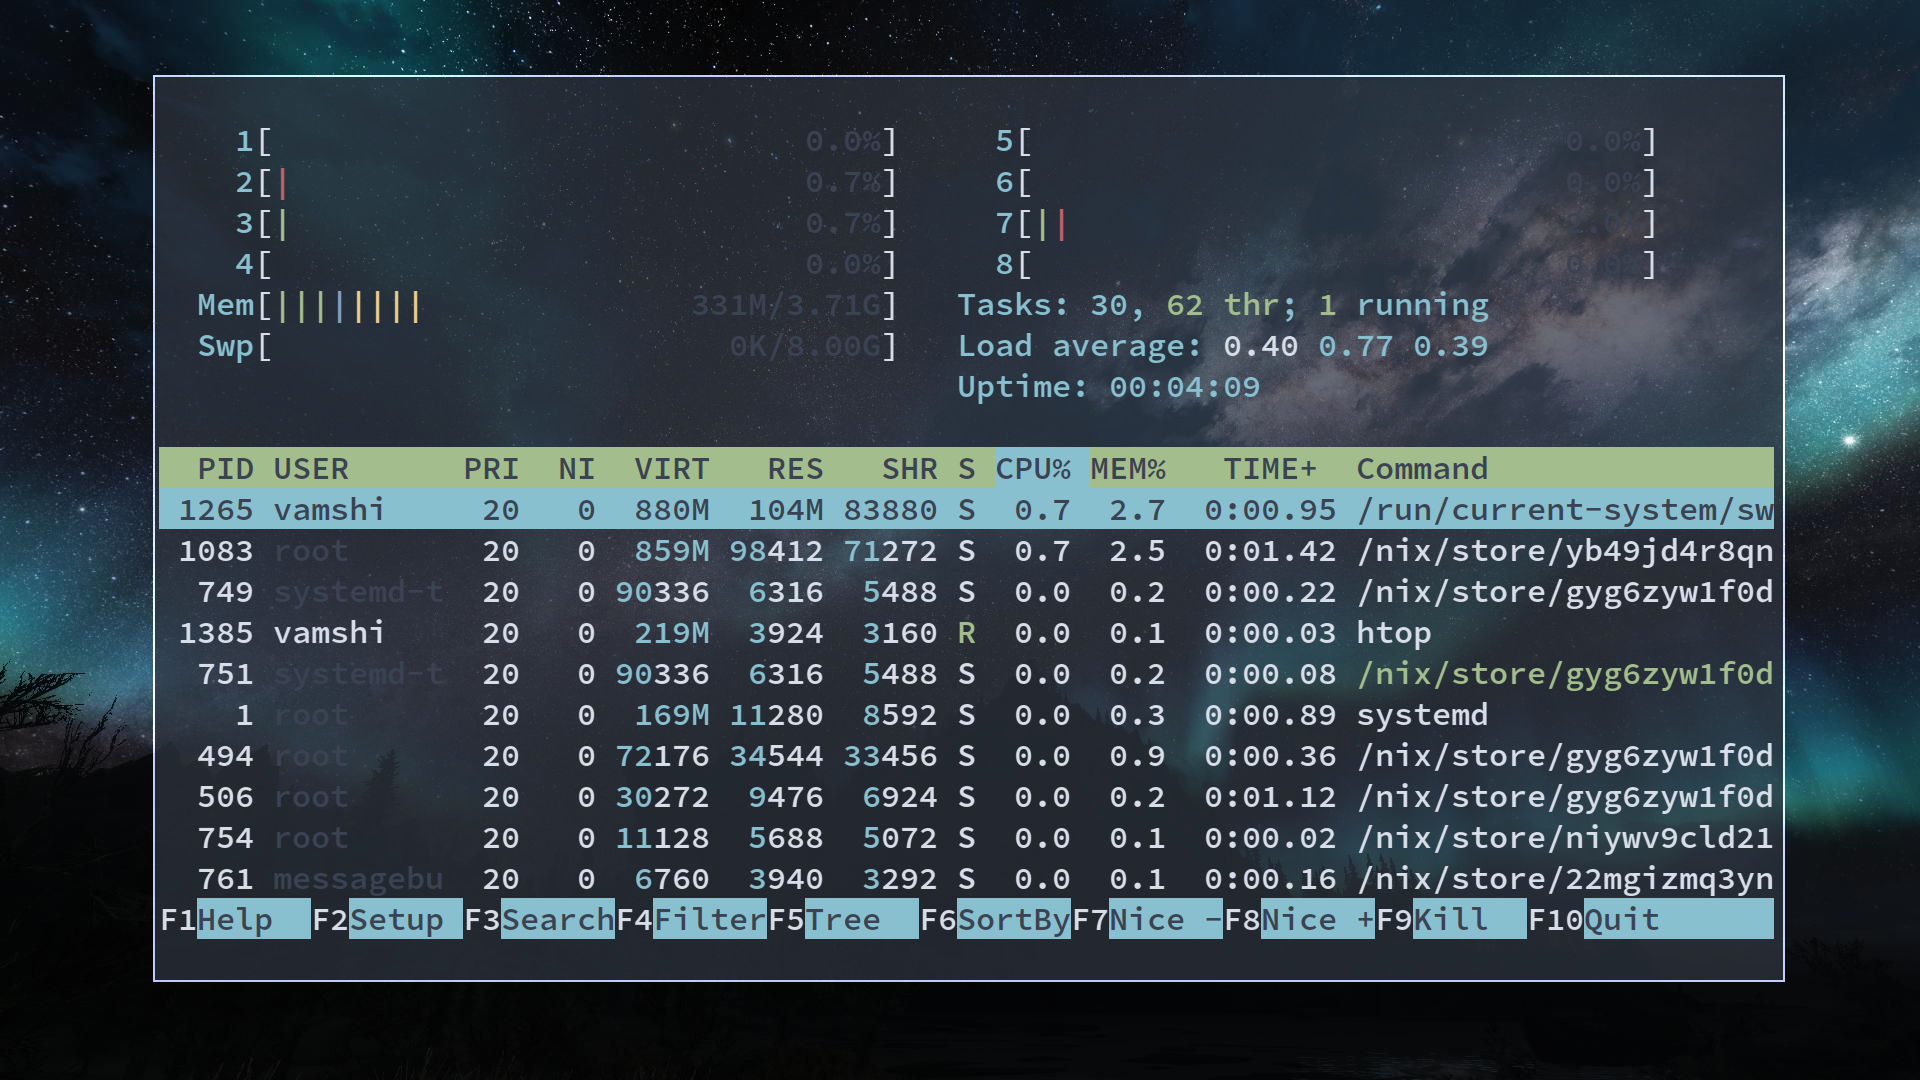 1[ 0.0%] 5[ 0.0%]
2[| 0.7%] 6[ 0.0%]
3[| 0.7%] 7[|| ]
4[ 0.0%] 8[ ]
Mem[|||||||| 331M/3.71G] Tasks: 30, 62 thr; 1 running
Swp[ 0K/8.00G] Load average: 0.40 0.77 0.39
Uptime: 00:04:09
PID USER PRI NI VIRT RES SHR S CPU% MEM% TIME+ Command
1265 vamshi 20 0 880M 104M 83880 S 0.7 2.7 0:00.95 /run/current-system/sw
1083 root 20 0 859M 98412 71272 S 0.7 2.5 0:01.42 /nix/store/yb49jd4r8qn
749 systemd-t 20 0 90336 6316 5488 S 0.0 0.2 0:00.22 /nix/store/gyg6zyw1f0d
1385 vamshi 20 0 219M 3924 3160 R 0.0 0.1 0:00.03 htop
751 systemd-t 20 0 90336 6316 5488 S 0.0 0.2 0:00.08 /nix/store/gyg6zyw1f0d
1 root 20 0 169M 11280 8592 S 0.0 0.3 0:00.89 systemd
494 root 20 0 72176 34544 33456 S 0.0 0.9 0:00.36 /nix/store/gyg6zyw1f0d
506 root 20 0 30272 9476 6924 S 0.0 0.2 0:01.12 /nix/store/gyg6zyw1f0d
754 root 20 0 11128 5688 5072 S 0.0 0.1 0:00.02 /nix/store/niywv9cld21
761 messagebu 20 0 6760 3940 3292 S 0.0 0.1 0:00.16 /nix/store/22mgizmq3yn
F1Help F2Setup F3SearchF4FilterF5Tree F6SortByF7Nice -F8Nice +F9Kill F10Quit